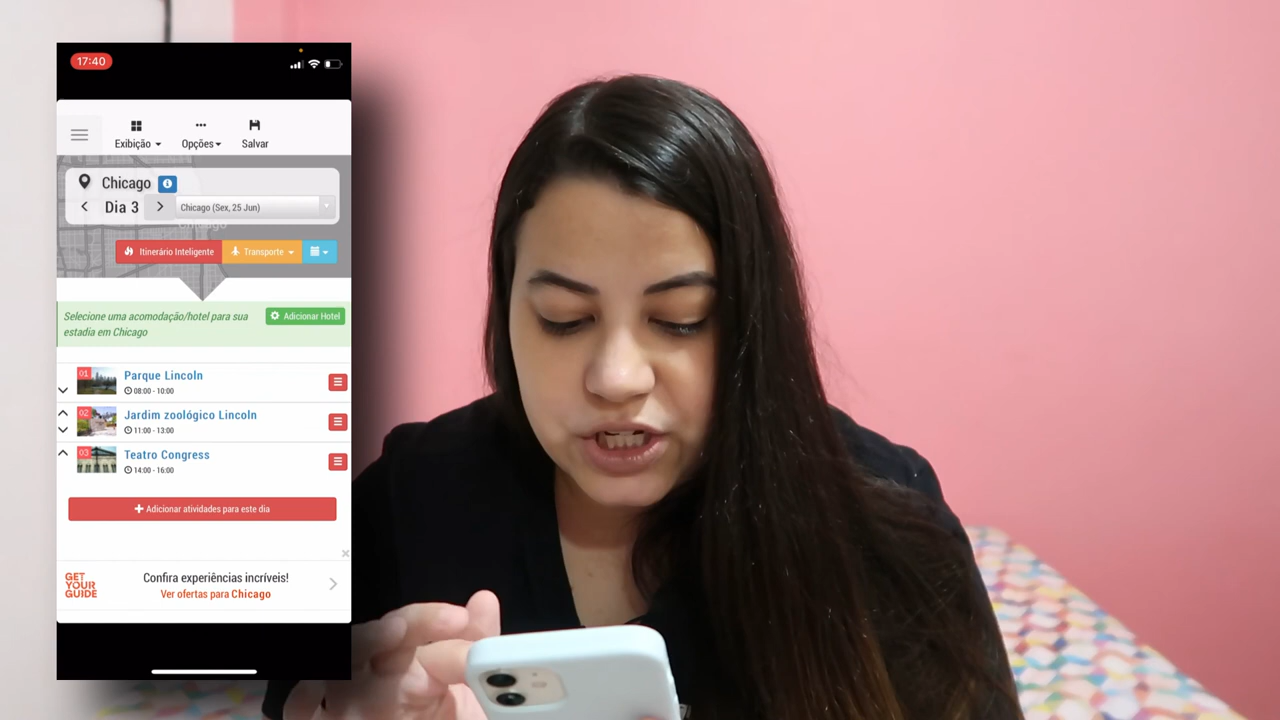 17:40
Exibição
Opções
Salvar
Chicago
Dia 3
Chicago (Sex, 25 Jun)
Chicago
Itinerário Inteligente
Transporte
Selecione uma acomodação/hotel para sua
estadia em Chicago
Adicionar Hotel
01
Parque Lincoln
08:00 - 10:00
02
Jardim zoológico Lincoln
11:00 - 13:00
03
Teatro Congress
14:00 - 16:00
Adicionar atividades para este dia
GET
YOUR
GUIDE
Confira experiências incríveis!
Ver ofertas para Chicago